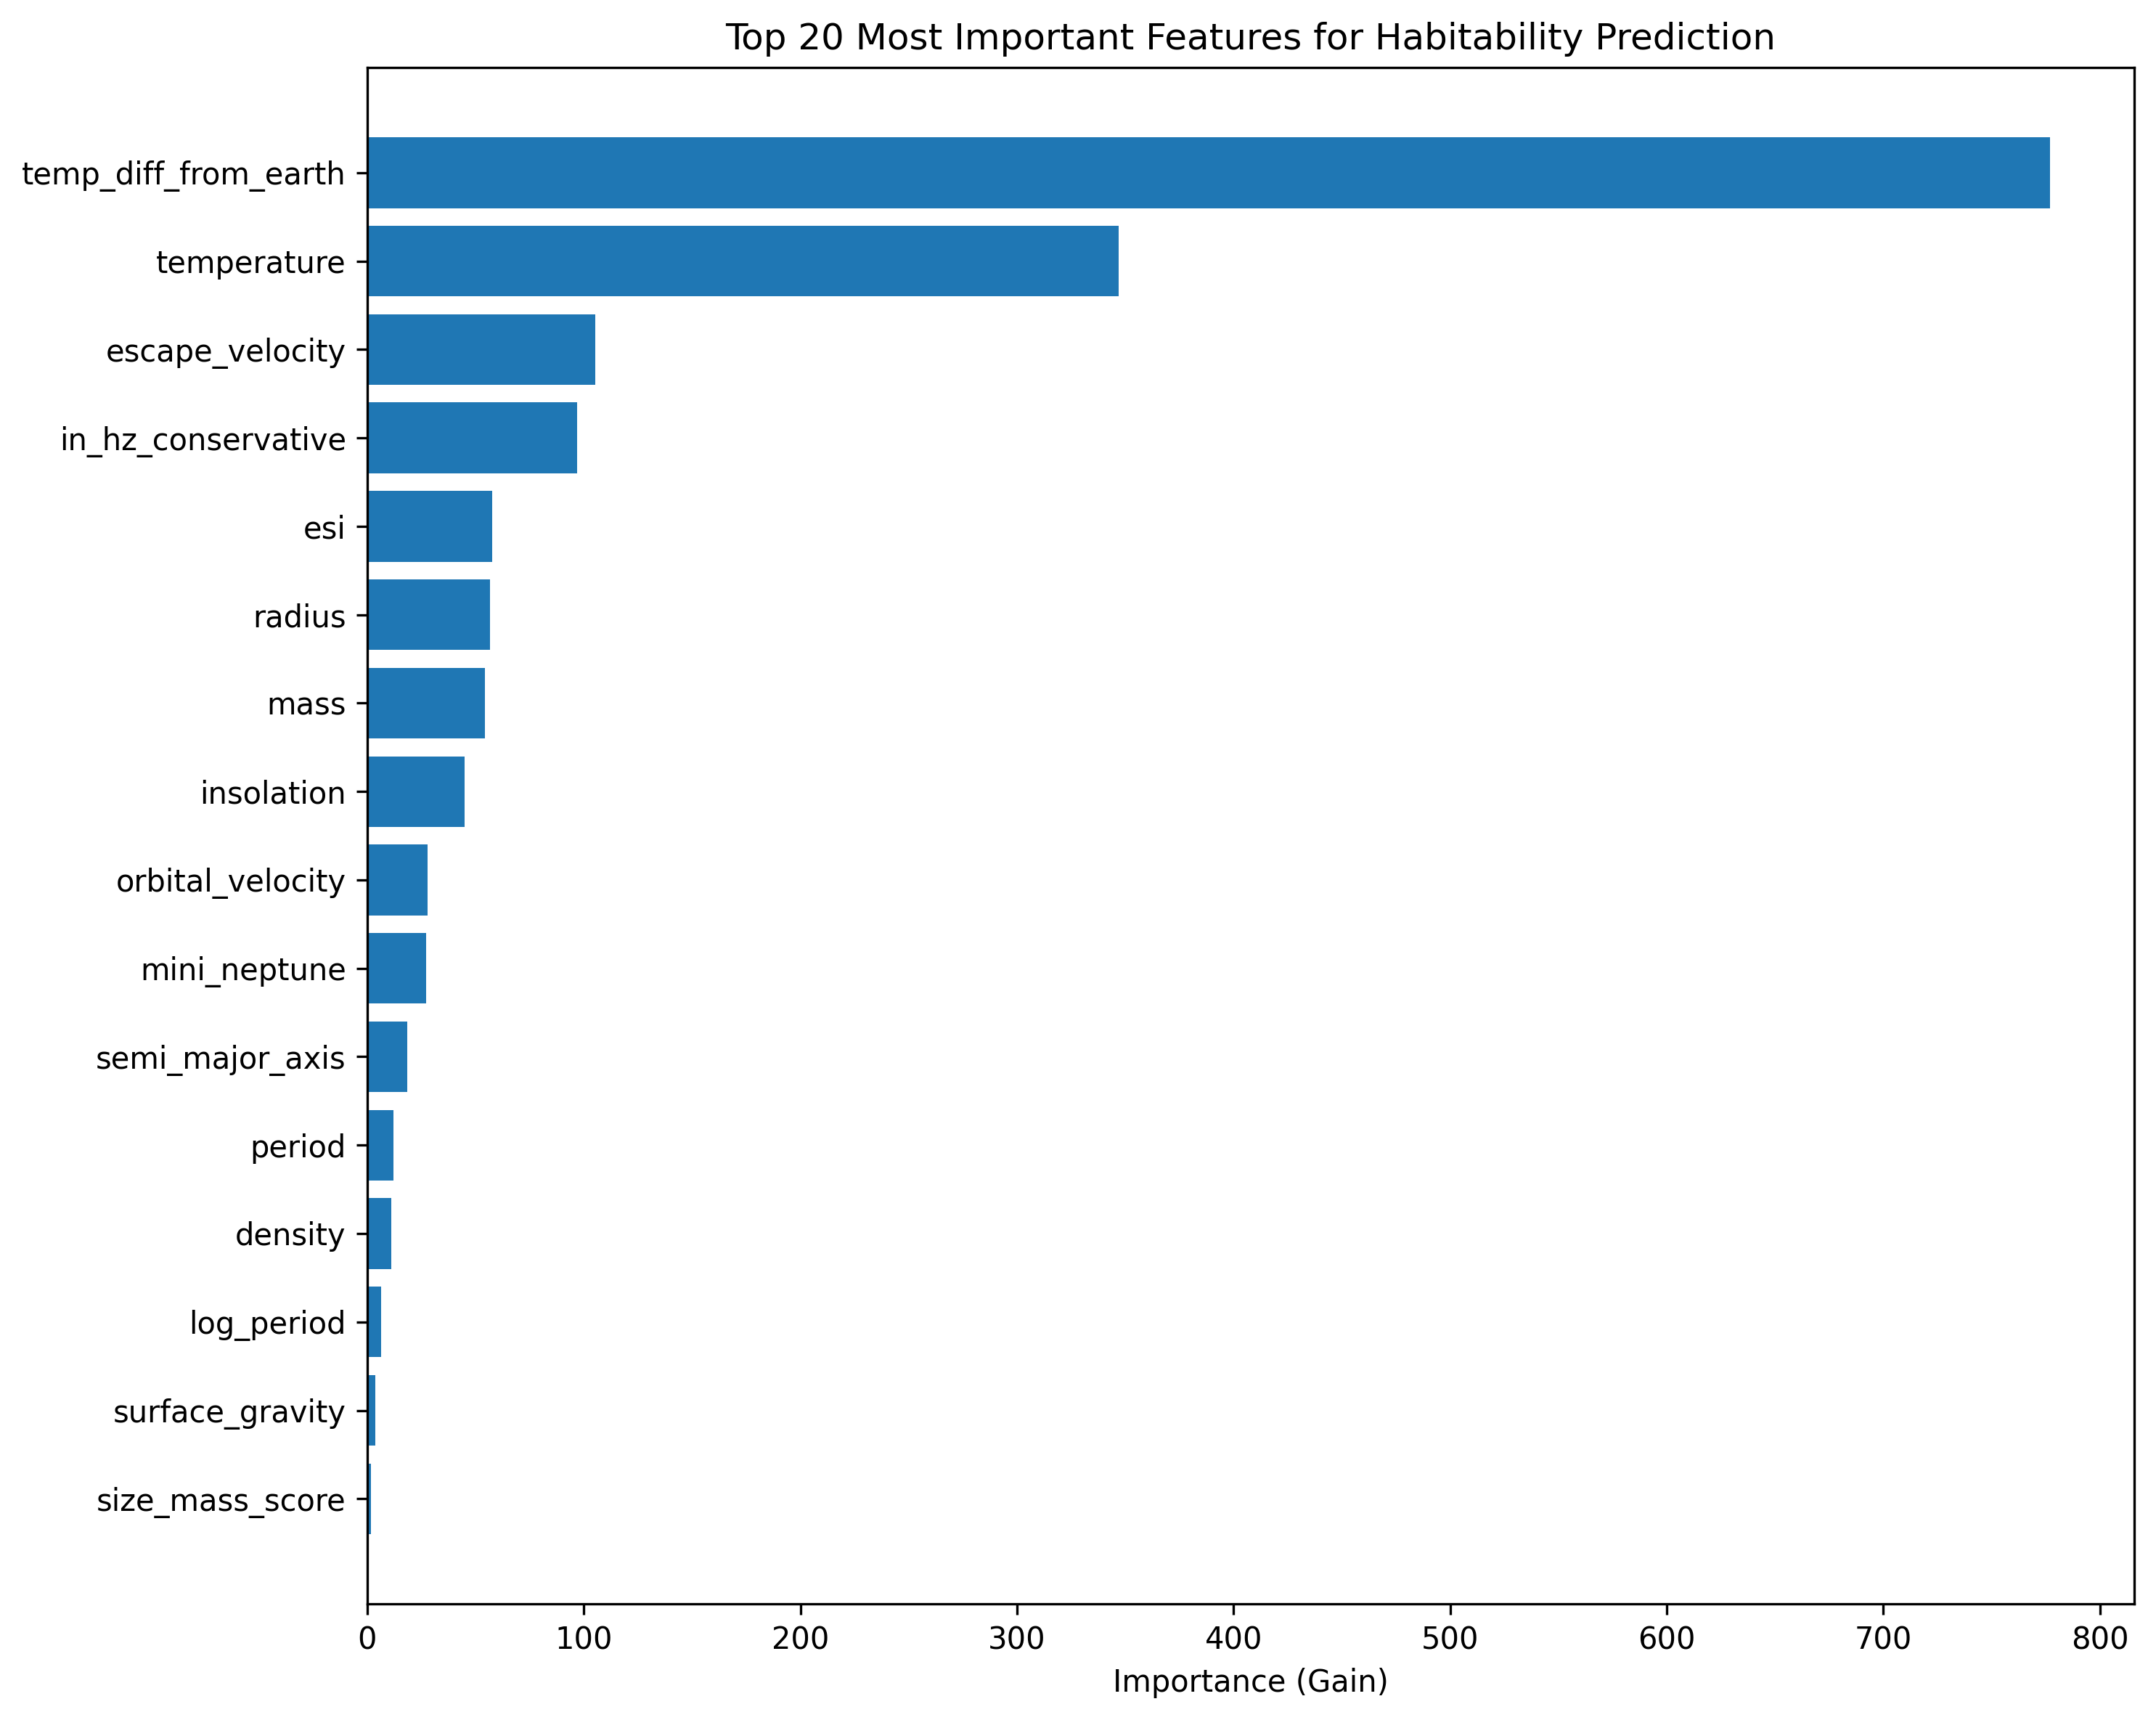 Top 20 Most Important Features for Habitability Prediction
temp_diff_from_earth
temperature
escape_velocity
in_hz_conservative
esi
radius
mass
insolation
orbital_velocity
mini_neptune
semi_major_axis
period
density
log_period
surface_gravity
size_mass_score
0 100 200 300 400 500 600 700 800
Importance (Gain)